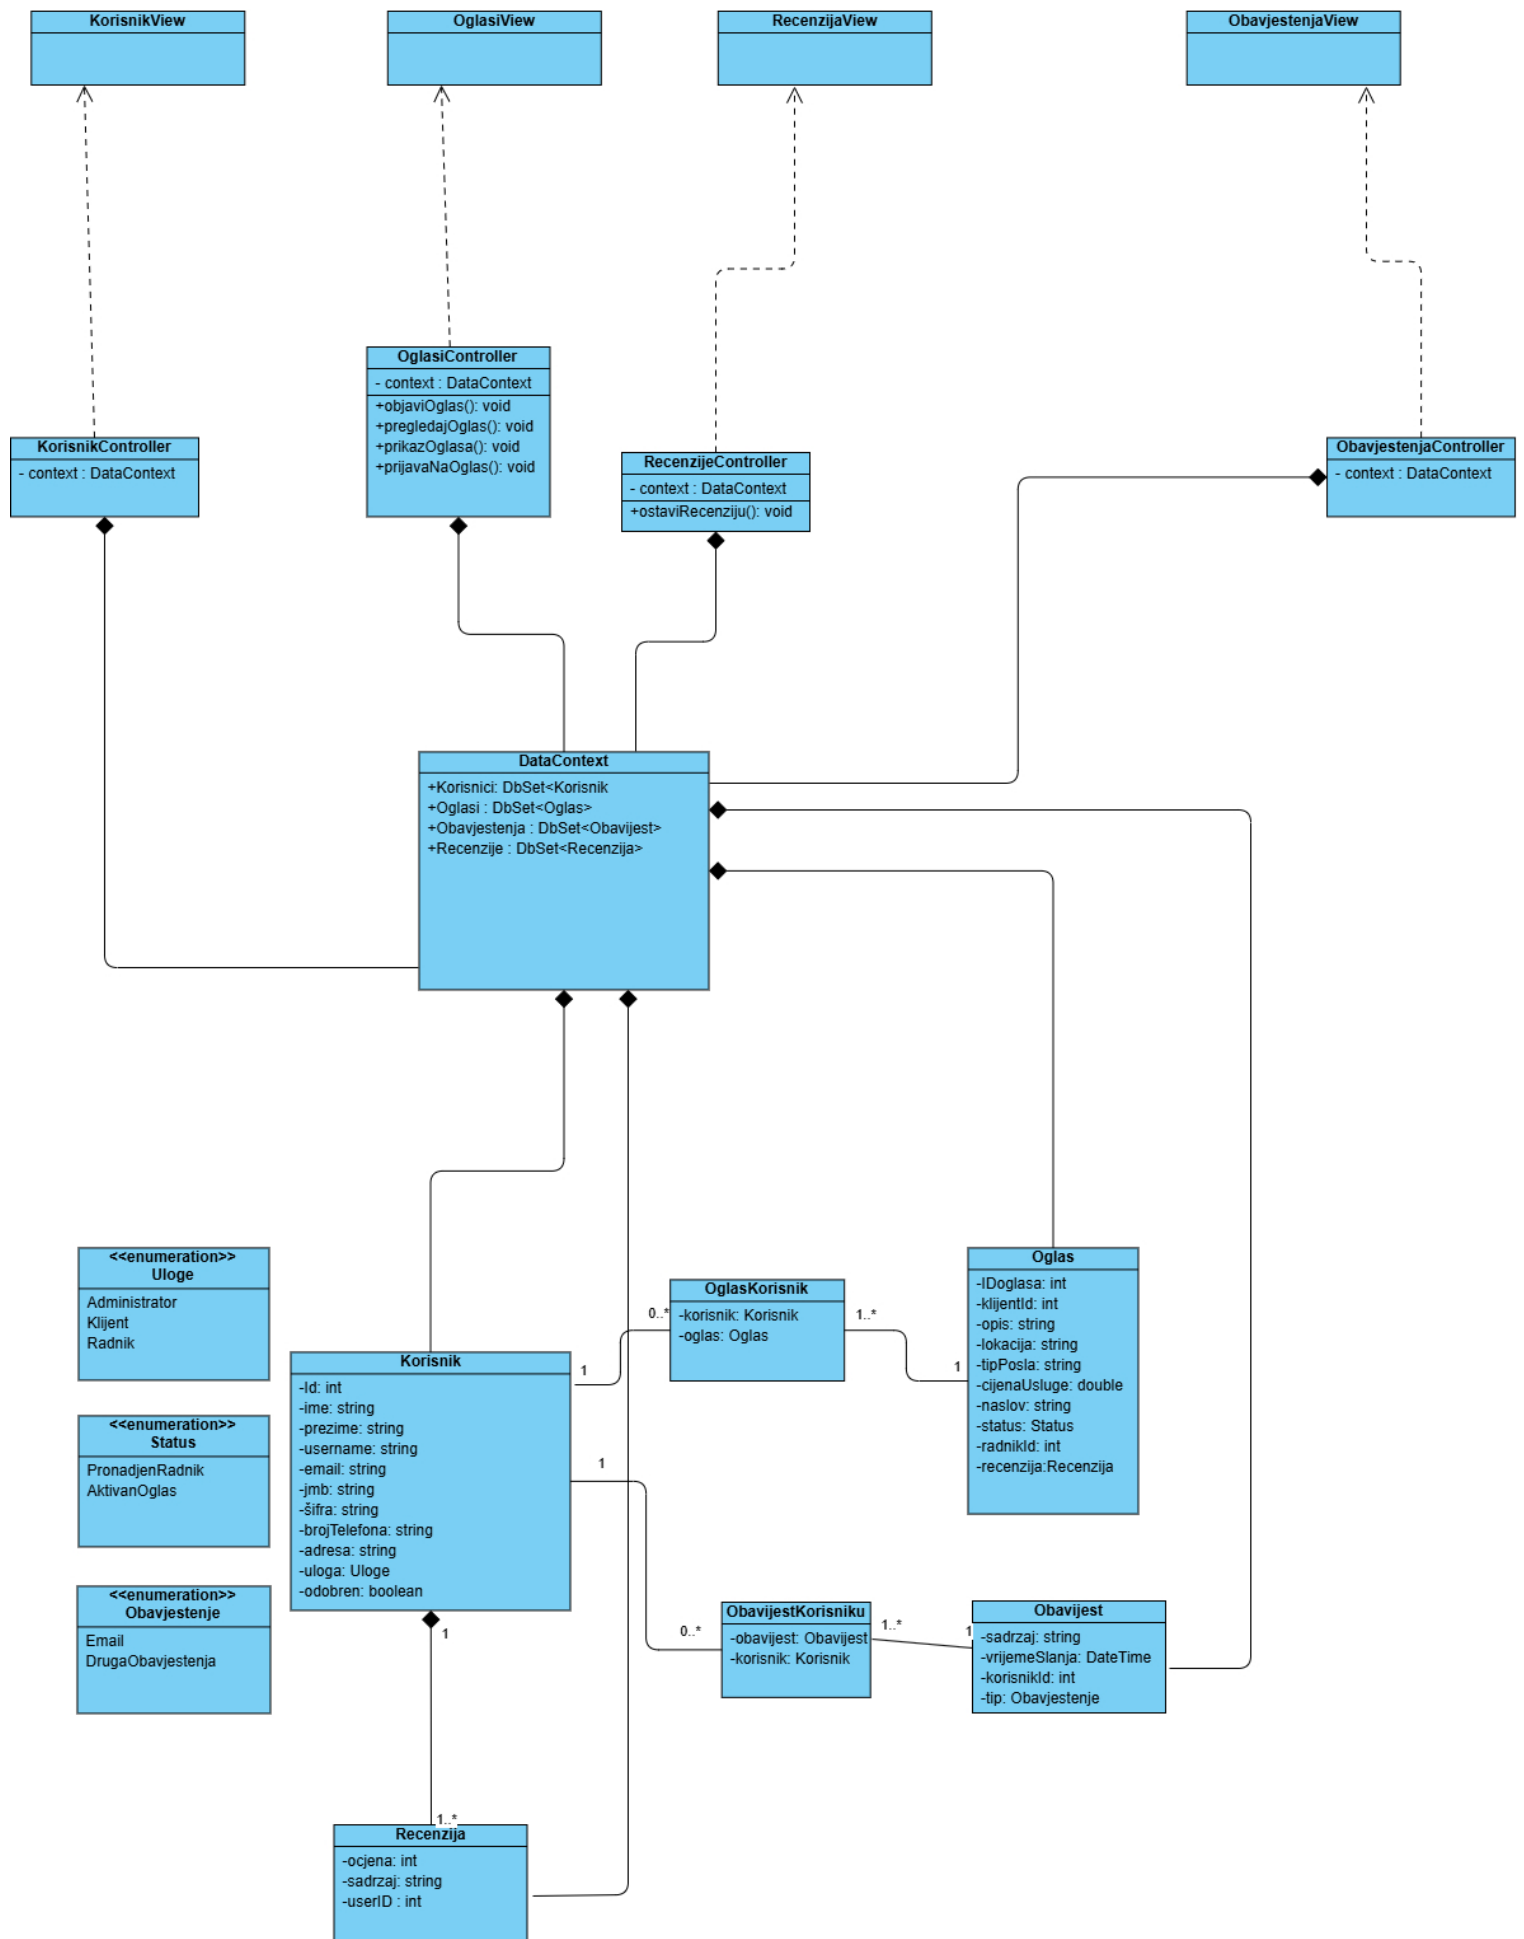 KorisnikView
OglasiView
RecenzijaView
ObavjestenjaView
OglasiController
- context : DataContext
+objaviOglas(): void
+pregledajOglas(): void
+prikazOglasa(): void
+prijavaNaOglas(): void
KorisnikController
- context : DataContext
RecenzijeController
- context : DataContext
+ostaviRecenziju(): void
ObavjestenjaController
- context : DataContext
DataContext
+Korisnici: DbSet<Korisnik
+Oglasi : DbSet<Oglas>
+Obavjestenja : DbSet<Obavijest>
+Recenzije : DbSet<Recenzija>
<<enumeration>>
Uloge
Administrator
Klijent
Radnik
<<enumeration>>
Status
PronadjenRadnik
AktivanOglas
<<enumeration>>
Obavjestenje
Email
DrugaObavjestenja
Korisnik
-Id: int
-ime: string
-prezime: string
-username: string
-email: string
-jmb: string
-šifra: string
-brojTelefona: string
-adresa: string
-uloga: Uloge
-odobren: boolean
1
0..*
OglasKorisnik
-korisnik: Korisnik
-oglas: Oglas
1..*
1
Oglas
-IDoglasa: int
-klijentId: int
-opis: string
-lokacija: string
-tipPosla: string
-cijenaUsluge: double
-naslov: string
-status: Status
-radnikId: int
-recenzija:Recenzija
1
0..*
ObavijestKorisniku
-obavijest: Obavijest
-korisnik: Korisnik
1..*
1
Obavijest
-sadrzaj: string
-vrijemeSlanja: DateTime
-korisnikId: int
-tip: Obavjestenje
1
1..*
Recenzija
-ocjena: int
-sadrzaj: string
-userID : int